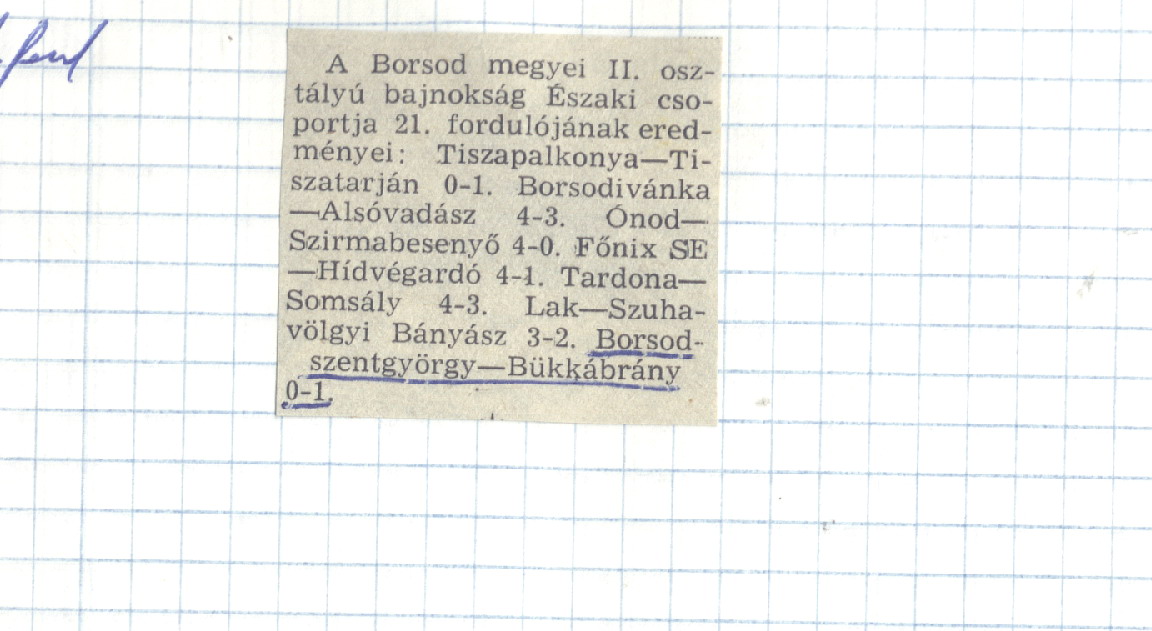 A Borsod megyei II. osz-
tályú bajnokság Északi cso-
portja 21. fordulójának ered-
ményei: Tiszapalkonya—Ti-
szatarján 0-1. Borsodivánka
—Alsóvadász 4-3. Ónod—
Szirmabesenyő 4-0. Főnix SE
—Hídvégardó 4-1. Tardona—
Somsály 4-3. Lak—Szuha-
völgyi Bányász 3-2. Borsod-
szentgyörgy—Bükkábrány
0-1.